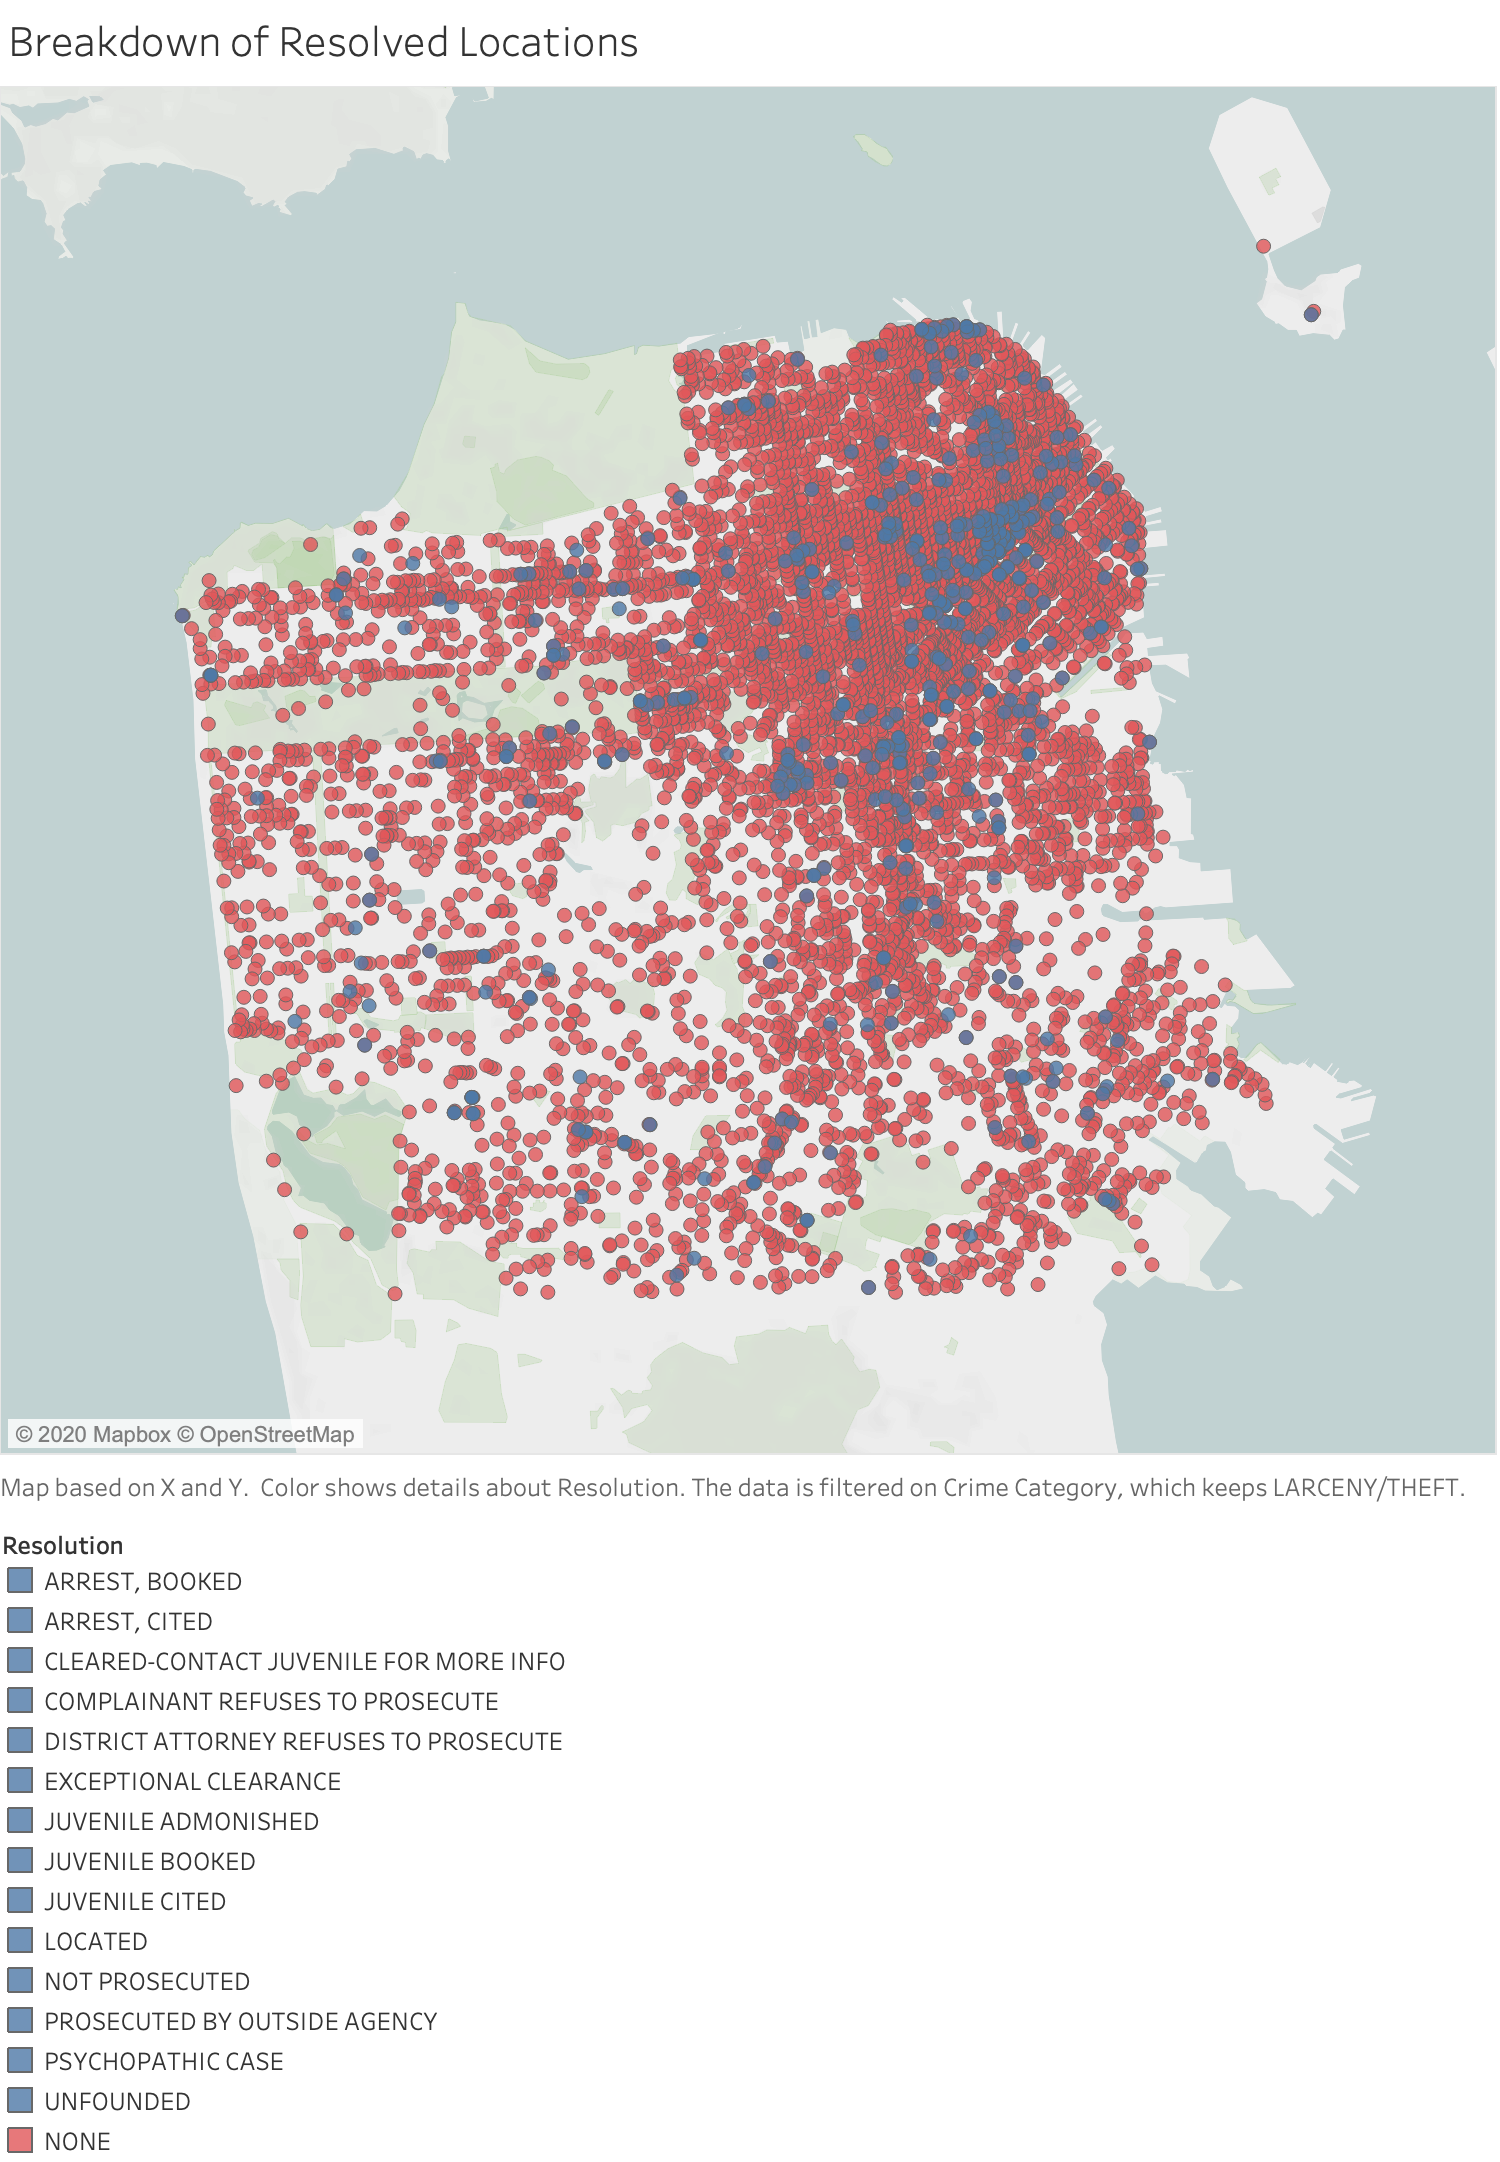 Breakdown of Resolved Locations
© 2020 Mapbox © OpenStreetMap
Map based on X and Y.  Color shows details about Resolution. The data is filtered on Crime Category, which keeps LARCENY/THEFT.
Resolution
ARREST, BOOKED
ARREST, CITED
CLEARED-CONTACT JUVENILE FOR MORE INFO
COMPLAINANT REFUSES TO PROSECUTE
DISTRICT ATTORNEY REFUSES TO PROSECUTE
EXCEPTIONAL CLEARANCE
JUVENILE ADMONISHED
JUVENILE BOOKED
JUVENILE CITED
LOCATED
NOT PROSECUTED
PROSECUTED BY OUTSIDE AGENCY
PSYCHOPATHIC CASE
UNFOUNDED
NONE